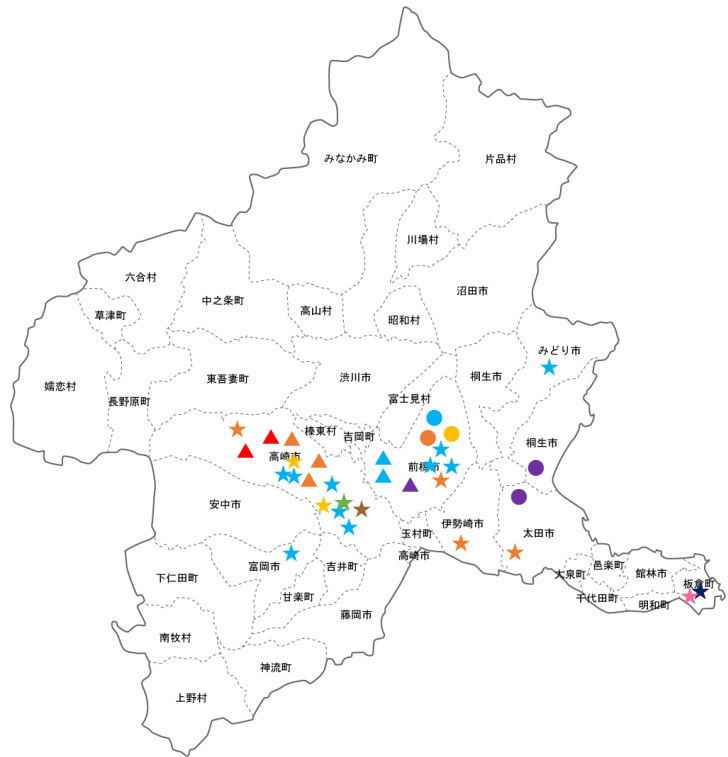 みなかみ町
片品村
川場村
六合村
沼田市
中之条町
高山村
草津町
昭和村
みどり市
東吾妻町
渋川市
桐生市
嬬恋村
長野原町
富士見村
榛東村
吉岡町
桐生市
高崎市
前橋市
安中市
伊勢崎市
玉村町
太田市
高崎市
富岡市
吉井町
邑楽町
大泉町
館林市
下仁田町
板倉町
甘楽町
千代田町
明和町
藤岡市
南牧村
神流町
上野村